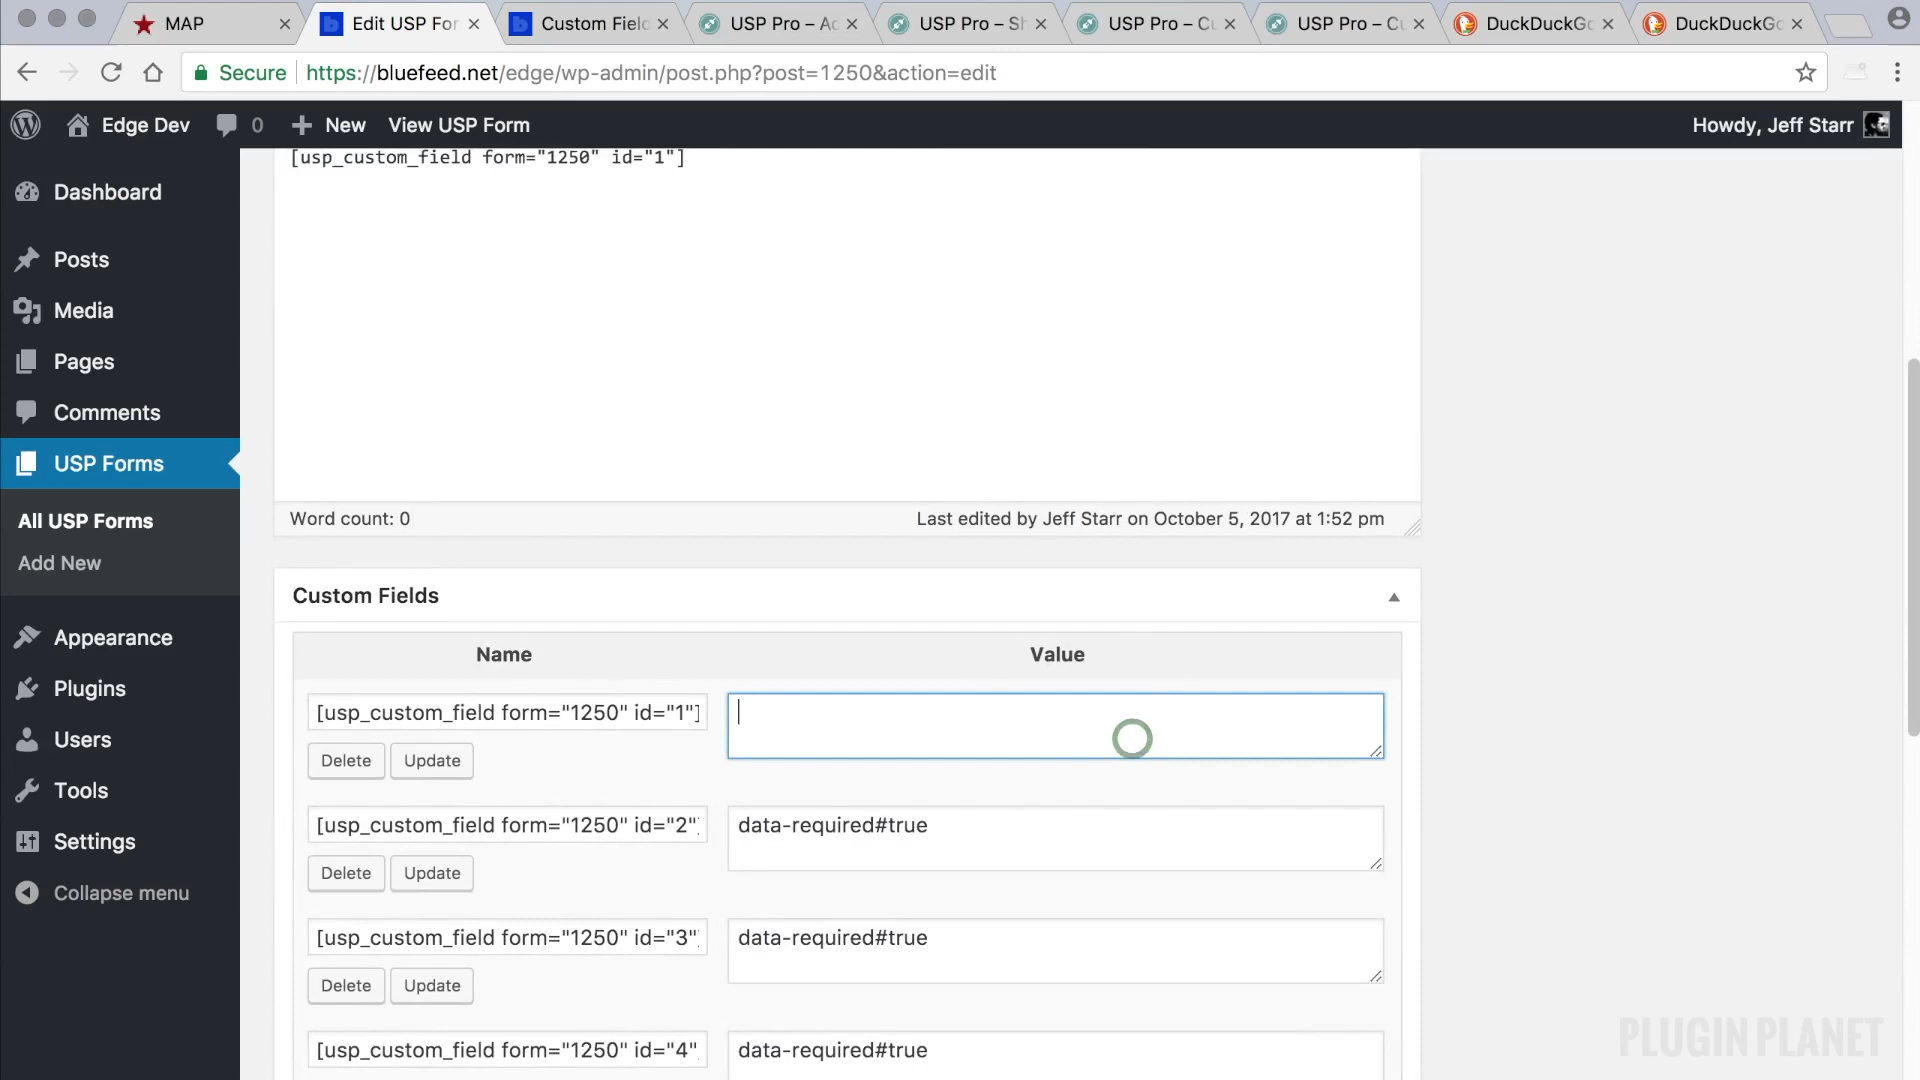 MAP
Edit USP For
Custom Field
USP Pro – Ac
USP Pro – Sh
USP Pro – Cu
USP Pro – Cu
DuckDuckGo
DuckDuckGo
Secure
https://bluefeed.net/edge/wp-admin/post.php?post=1250&action=edit
Edge Dev
0
New
View USP Form
Howdy, Jeff Starr
[usp_custom_field form="1250" id="1"]
Dashboard
Posts
Media
Pages
Comments
USP Forms
All USP Forms
Add New
Appearance
Plugins
Users
Tools
Settings
Collapse menu
Word count: 0
Last edited by Jeff Starr on October 5, 2017 at 1:52 pm
Custom Fields
Name
Value
[usp_custom_field form="1250" id="1"]
Delete
Update
[usp_custom_field form="1250" id="2"
data-required#true
Delete
Update
[usp_custom_field form="1250" id="3"
data-required#true
Delete
Update
[usp_custom_field form="1250" id="4"
data-required#true
PLUGIN PLANET